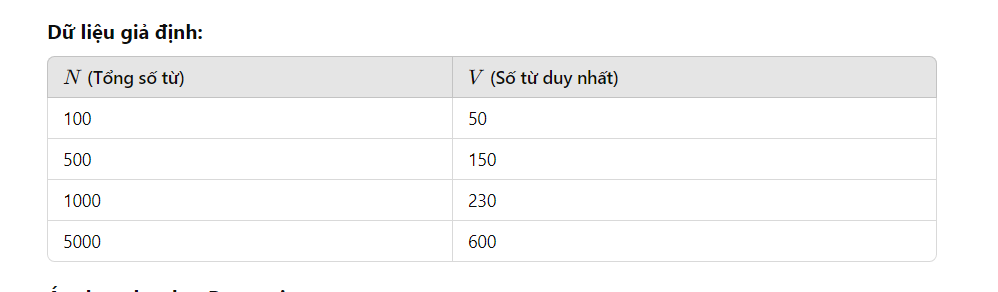 Dữ liệu giả định:
N (Tổng số từ) V (Số từ duy nhất)
100 50
500 150
1000 230
5000 600